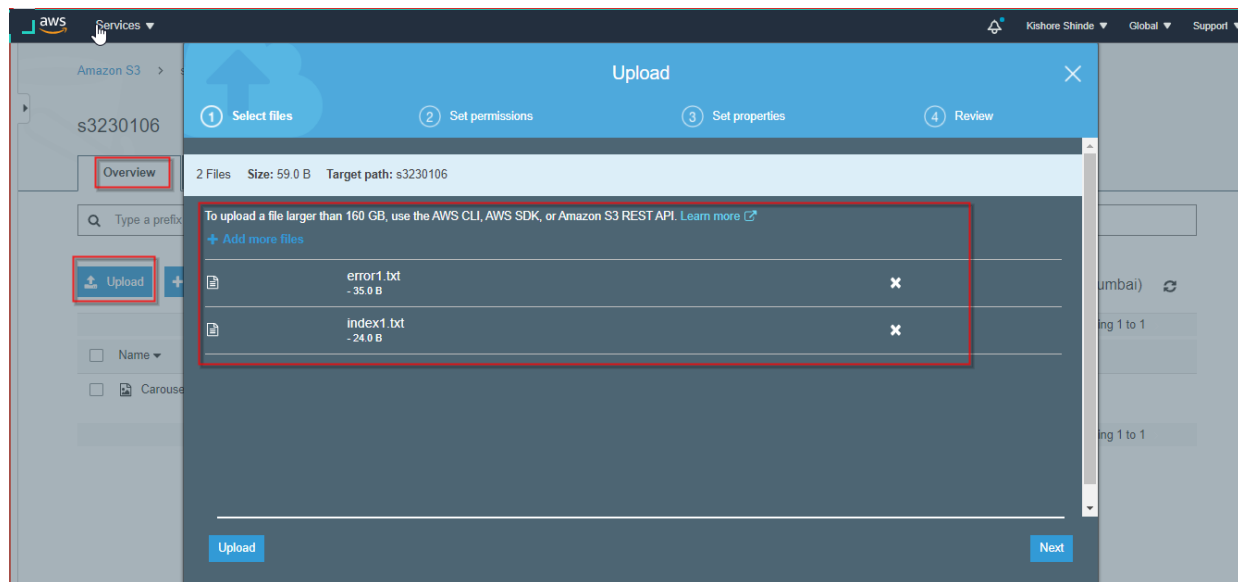 aws Services Kishore Shinde Global Support
Amazon S3 >
Upload
1 Select files 2 Set permissions 3 Set properties 4 Review
s3230106
Overview
2 Files Size: 59.0 B Target path: s3230106
Type a prefix
To upload a file larger than 160 GB, use the AWS CLI, AWS SDK, or Amazon S3 REST API. Learn more
+ Add more files
Upload +
error1.txt
- 35.0 B
umbai)
index1.txt
- 24.0 B
ing 1 to 1
Name
Carouse
ing 1 to 1
Upload Next